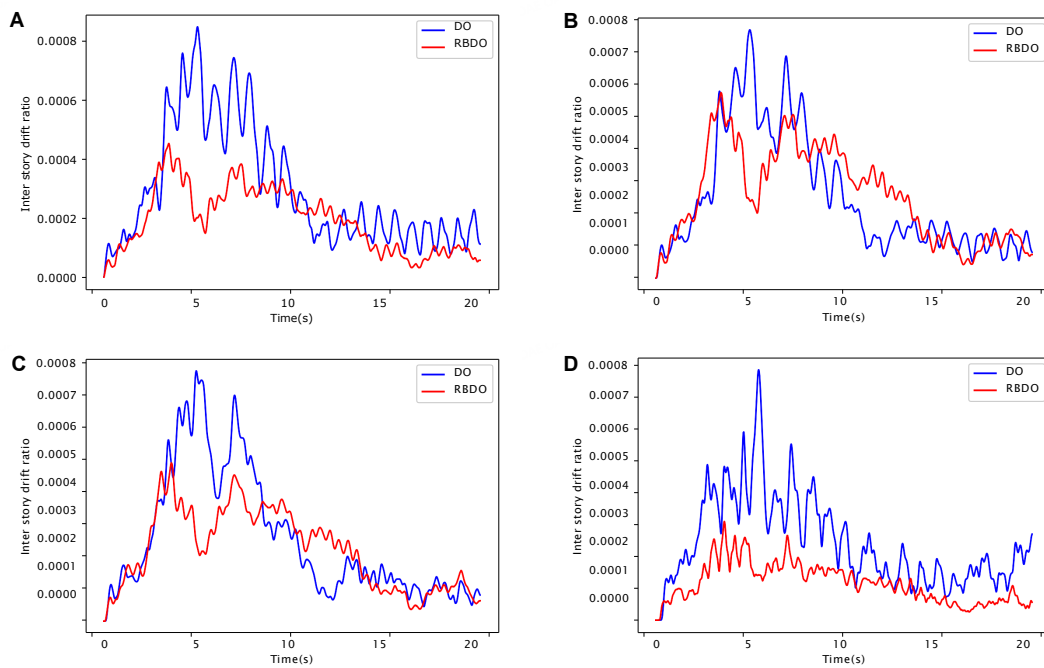 A
Inter story drift ratio
0.0008
0.0006
0.0004
0.0002
0.0000
0
5
10
15
20
Time(s)
DO
RBDO
B
Inter story drift ratio
0.0008
0.0007
0.0006
0.0005
0.0004
0.0003
0.0002
0.0001
0.0000
0
5
10
15
20
Time(s)
DO
RBDO
C
Inter story drift ratio
0.0008
0.0007
0.0006
0.0005
0.0004
0.0003
0.0002
0.0001
0.0000
0
5
10
15
20
Time(s)
DO
RBDO
D
Inter story drift ratio
0.0008
0.0007
0.0006
0.0005
0.0004
0.0003
0.0002
0.0001
0.0000
0
5
10
15
20
Time(s)
DO
RBDO